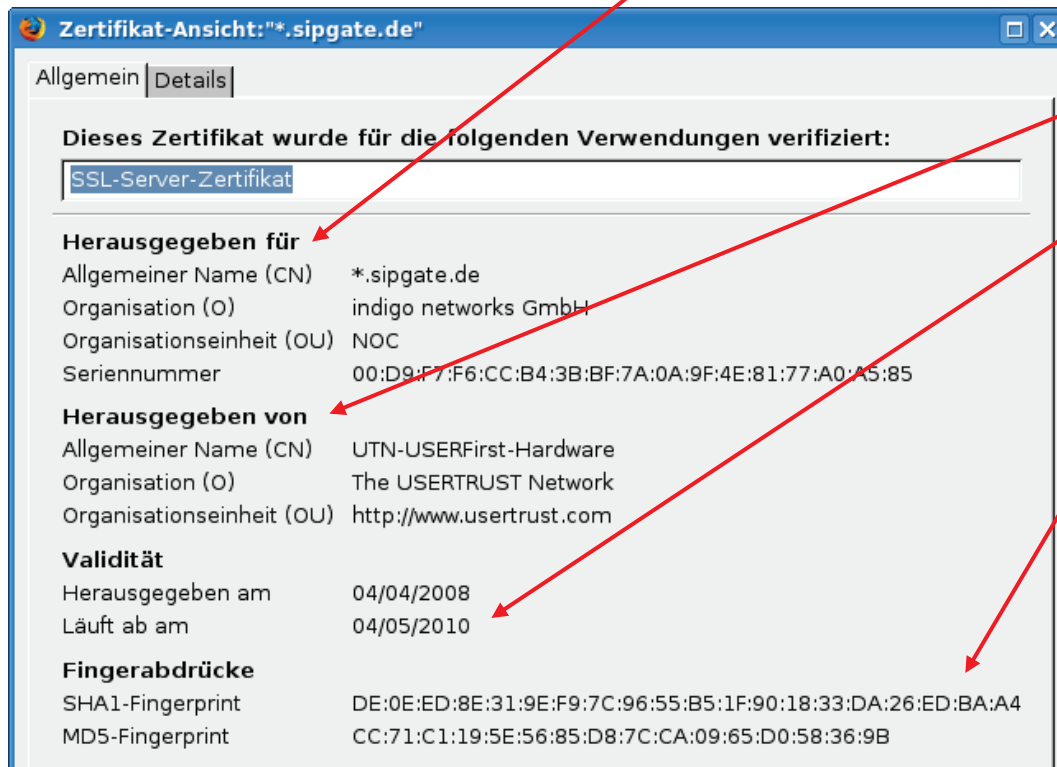 Zertifikat-Ansicht:"*.sipgate.de"
Allgemein Details
Dieses Zertifikat wurde für die folgenden Verwendungen verifiziert:
SSL-Server-Zertifikat
Herausgegeben für
Allgemeiner Name (CN) *.sipgate.de
Organisation (O) indigo networks GmbH
Organisationseinheit (OU) NOC
Seriennummer 00:D9:F7:F6:CC:B4:3B:BF:7A:0A:9F:4E:81:77:A0:A5:85
Herausgegeben von
Allgemeiner Name (CN) UTN-USERFirst-Hardware
Organisation (O) The USERTRUST Network
Organisationseinheit (OU) http://www.usertrust.com
Validität
Herausgegeben am 04/04/2008
Läuft ab am 04/05/2010
Fingerabdrücke
SHA1-Fingerprint DE:0E:ED:8E:31:9E:F9:7C:96:55:B5:1F:90:18:33:DA:26:ED:BA:A4
MD5-Fingerprint CC:71:C1:19:5E:56:85:D8:7C:CA:09:65:D0:58:36:9B